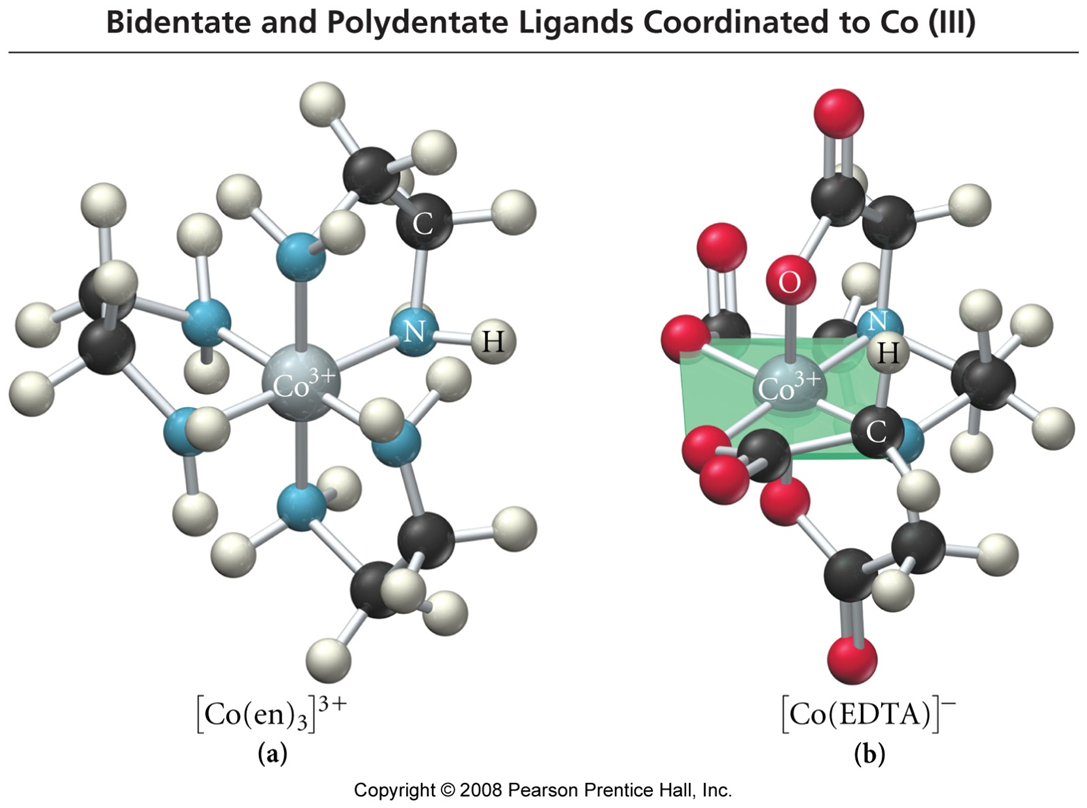 Bidentate and Polydentate Ligands Coordinated to Co (III)
C
N
H
Co³⁺
O
N
H
Co³⁺
C
[Co(en)₃]³⁺
(a)
[Co(EDTA)]⁻
(b)
Copyright © 2008 Pearson Prentice Hall, Inc.